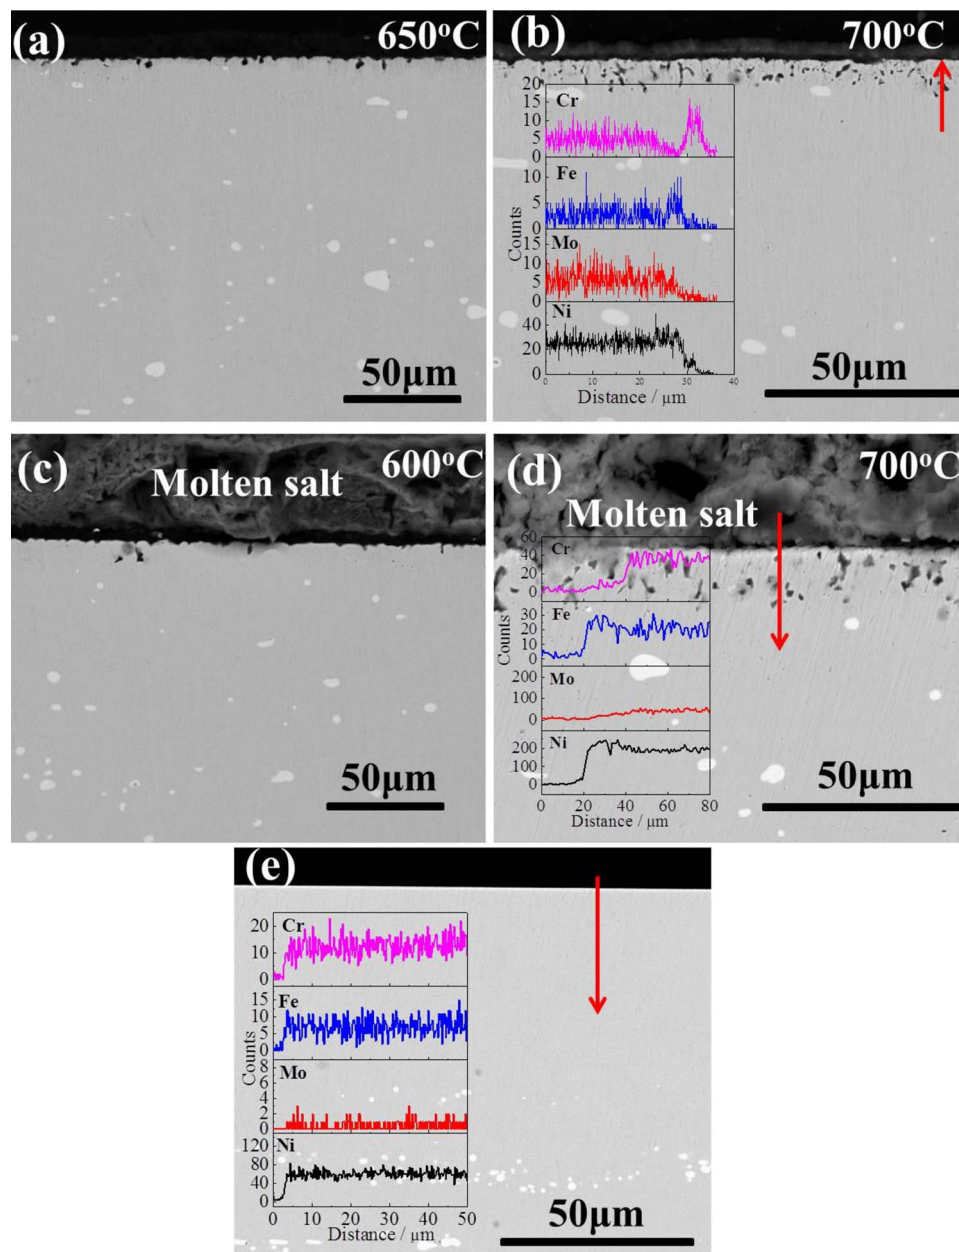 (a)
650°C
50μm
(b)
700°C
Cr
20
15
10
5
0
Fe
10
5
0
Mo
15
10
5
0
Ni
40
20
0
Counts
0 10 20 30 40
Distance / μm
50μm
(c)
Molten salt
600°C
50μm
(d)
700°C
Molten salt
Cr
60
40
20
0
Fe
30
20
10
0
Mo
200
100
0
Ni
200
100
0
Counts
0 20 40 60 80
Distance / μm
50μm
(e)
Cr
20
10
0
Fe
15
10
5
0
Mo
8
6
4
2
0
Ni
120
80
40
0
Counts
0 10 20 30 40 50
Distance / μm
50μm